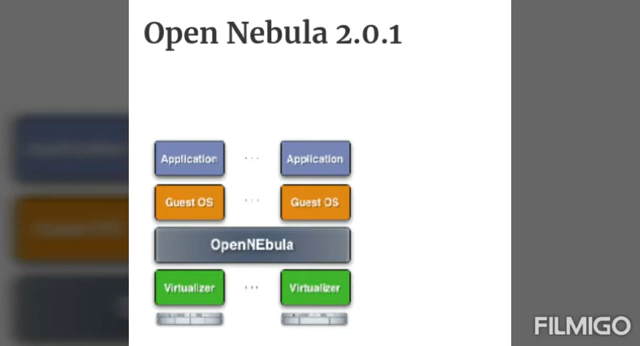 Open Nebula 2.0.1
Application ... Application
Guest OS ... Guest OS
OpenNEbula
Virtualizer ... Virtualizer
FILMIGO